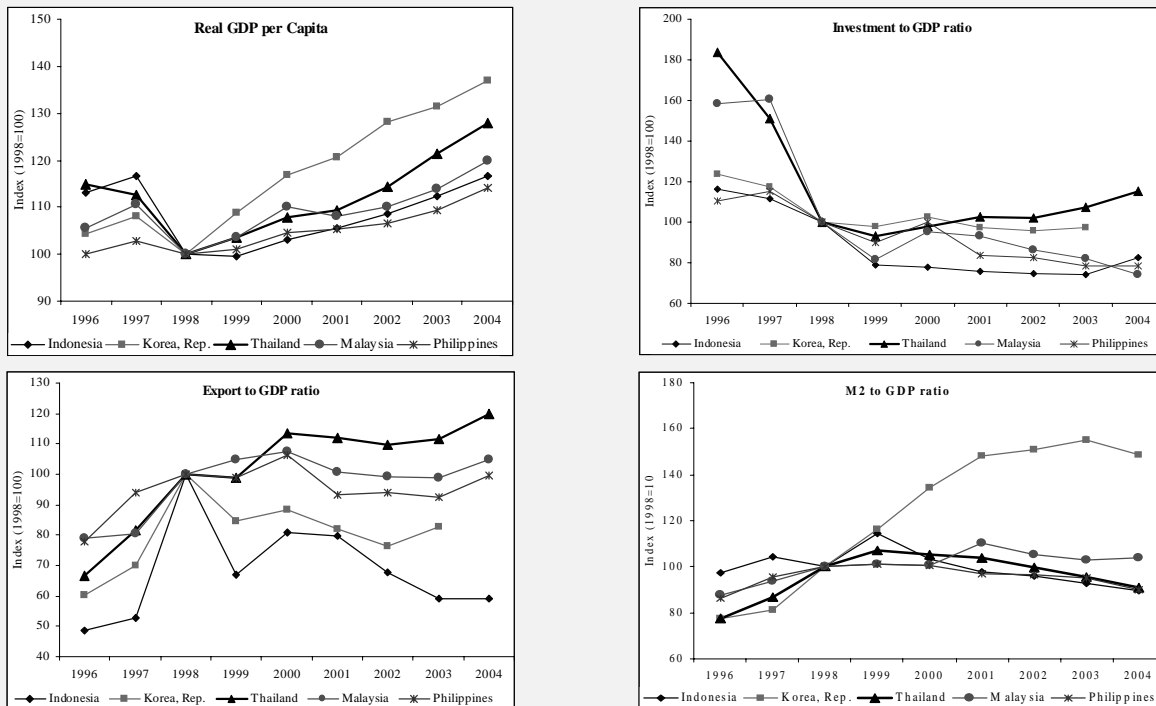 Real GDP per Capita
Index (1998=100)
150
140
130
120
110
100
90
1996 1997 1998 1999 2000 2001 2002 2003 2004
Indonesia Korea, Rep. Thailand Malaysia Philippines
Investment to GDP ratio
Index (1998=100)
200
180
160
140
120
100
80
60
1996 1997 1998 1999 2000 2001 2002 2003 2004
Indonesia Korea, Rep. Thailand Malaysia Philippines
Export to GDP ratio
Index (1998=100)
130
120
110
100
90
80
70
60
50
40
1996 1997 1998 1999 2000 2001 2002 2003 2004
Indonesia Korea, Rep. Thailand Malaysia Philippines
M2 to GDP ratio
Index (1998=10
180
160
140
120
100
80
60
1996 1997 1998 1999 2000 2001 2002 2003 2004
Indonesia Korea, Rep. Thailand Malaysia Philippines